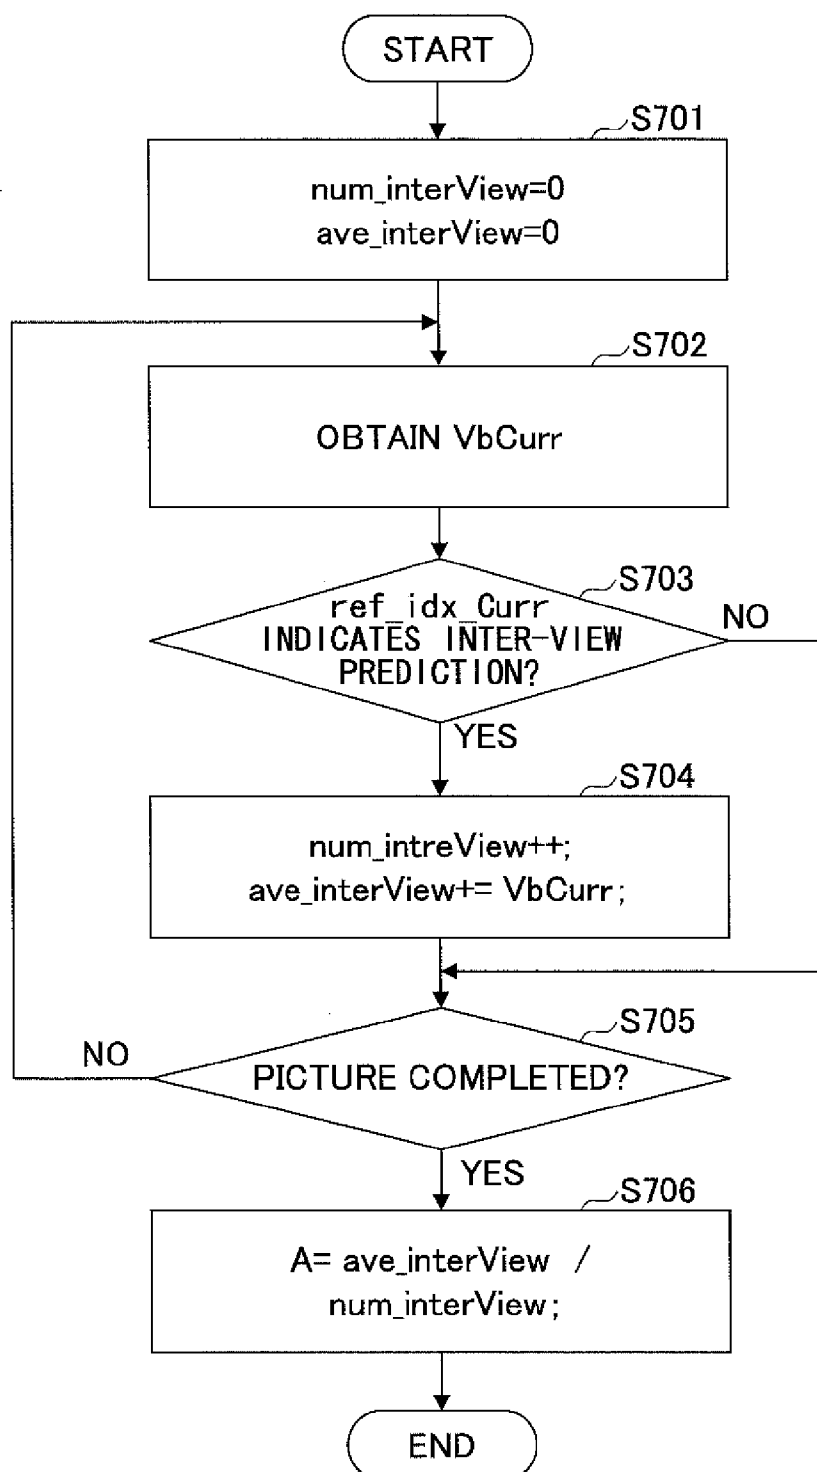 START
S701
num_interView=0
ave_interView=0
S702
OBTAIN VbCurr
S703
ref_idx_Curr
INDICATES INTER-VIEW
PREDICTION?
NO
YES
S704
num_intreView++;
ave_interView+= VbCurr;
S705
NO
PICTURE COMPLETED?
YES
S706
A= ave_interView /
num_interView;
END